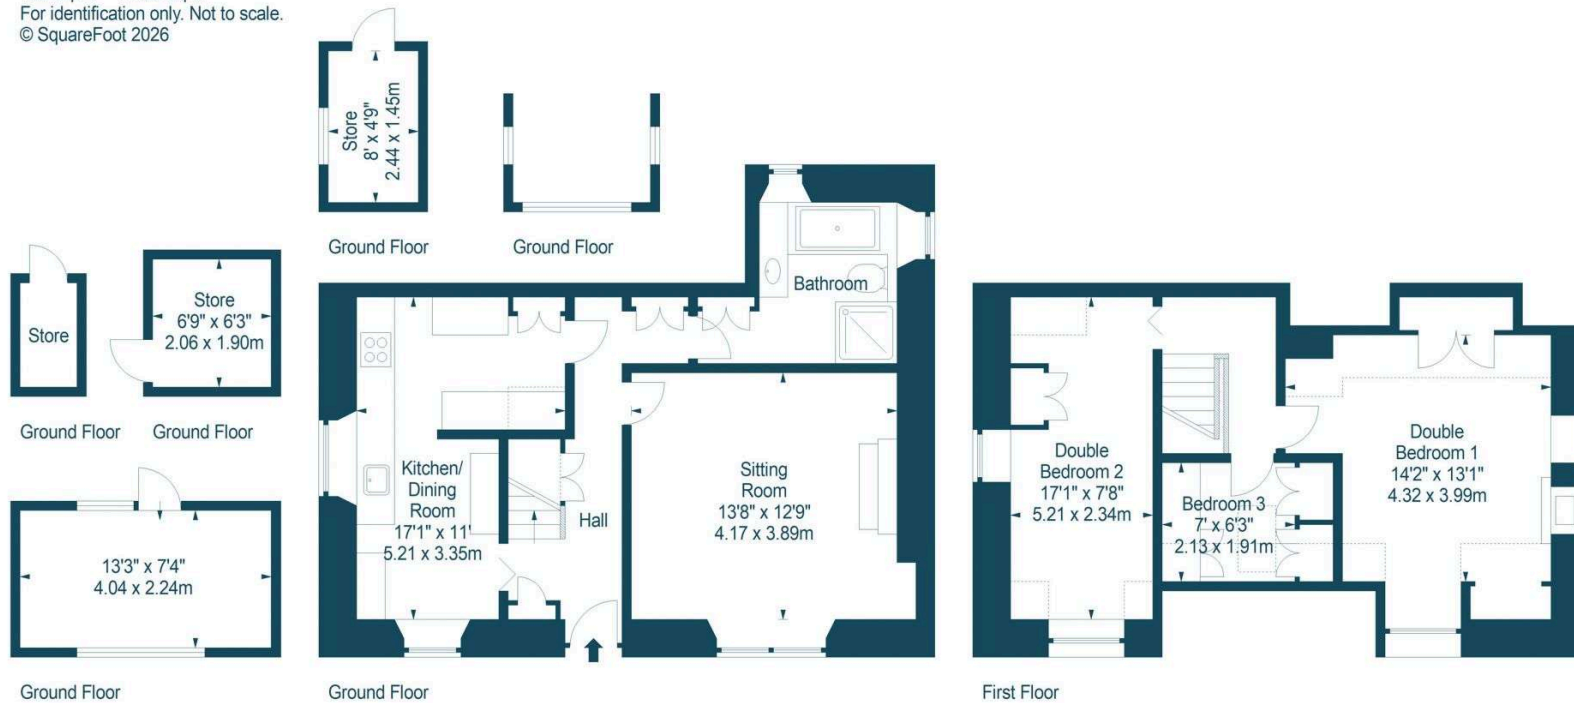 For identification only. Not to scale.
© SquareFoot 2026
Store
8' x 4'9"
2.44 x 1.45m
Ground Floor
Ground Floor
Store
Store
6'9" x 6'3"
2.06 x 1.90m
Ground Floor
Ground Floor
13'3" x 7'4"
4.04 x 2.24m
Ground Floor
Bathroom
Kitchen/
Dining
Room
17'1" x 11'
5.21 x 3.35m
Hall
Sitting
Room
13'8" x 12'9"
4.17 x 3.89m
Ground Floor
Double
Bedroom 2
17'1" x 7'8"
5.21 x 2.34m
Bedroom 3
7' x 6'3"
2.13 x 1.91m
Double
Bedroom 1
14'2" x 13'1"
4.32 x 3.99m
First Floor